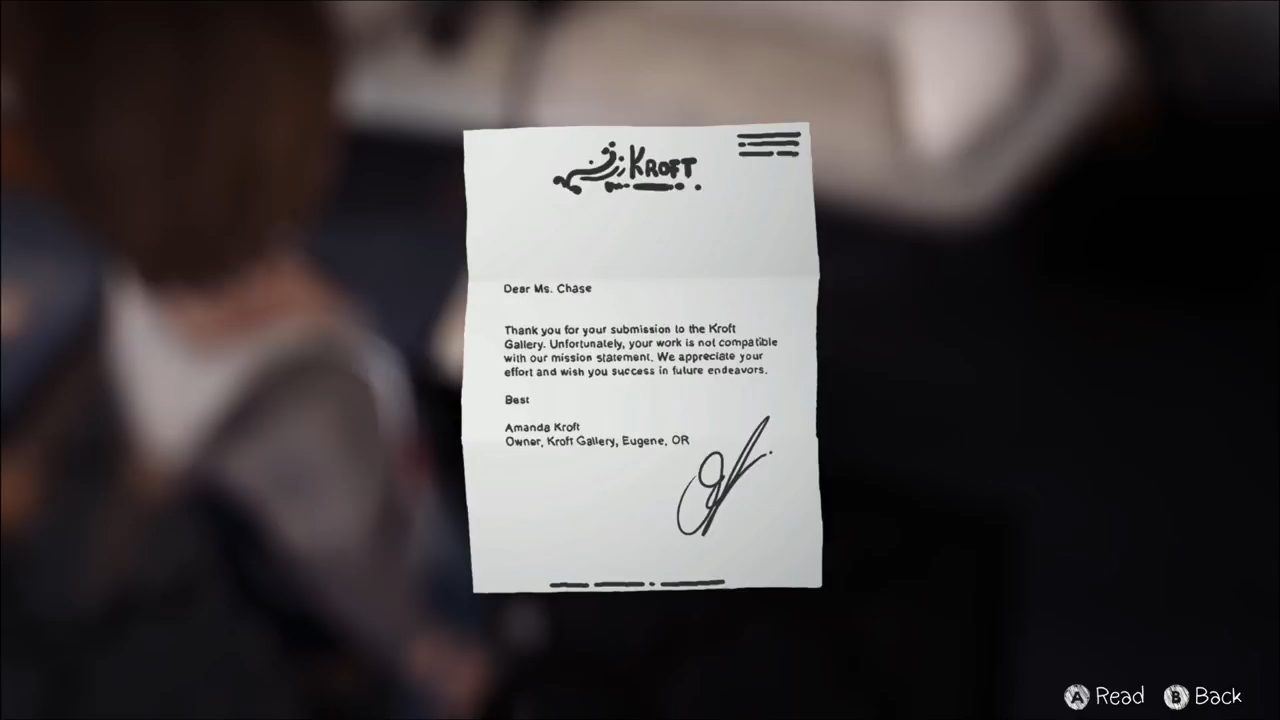 KROFT
Dear Ms. Chase
Thank you for your submission to the Kroft
Gallery. Unfortunately, your work is not compatible
with our mission statement. We appreciate your
effort and wish you success in future endeavors.
Best
Amanda Kroft
Owner, Kroft Gallery, Eugene, OR
A Read B Back